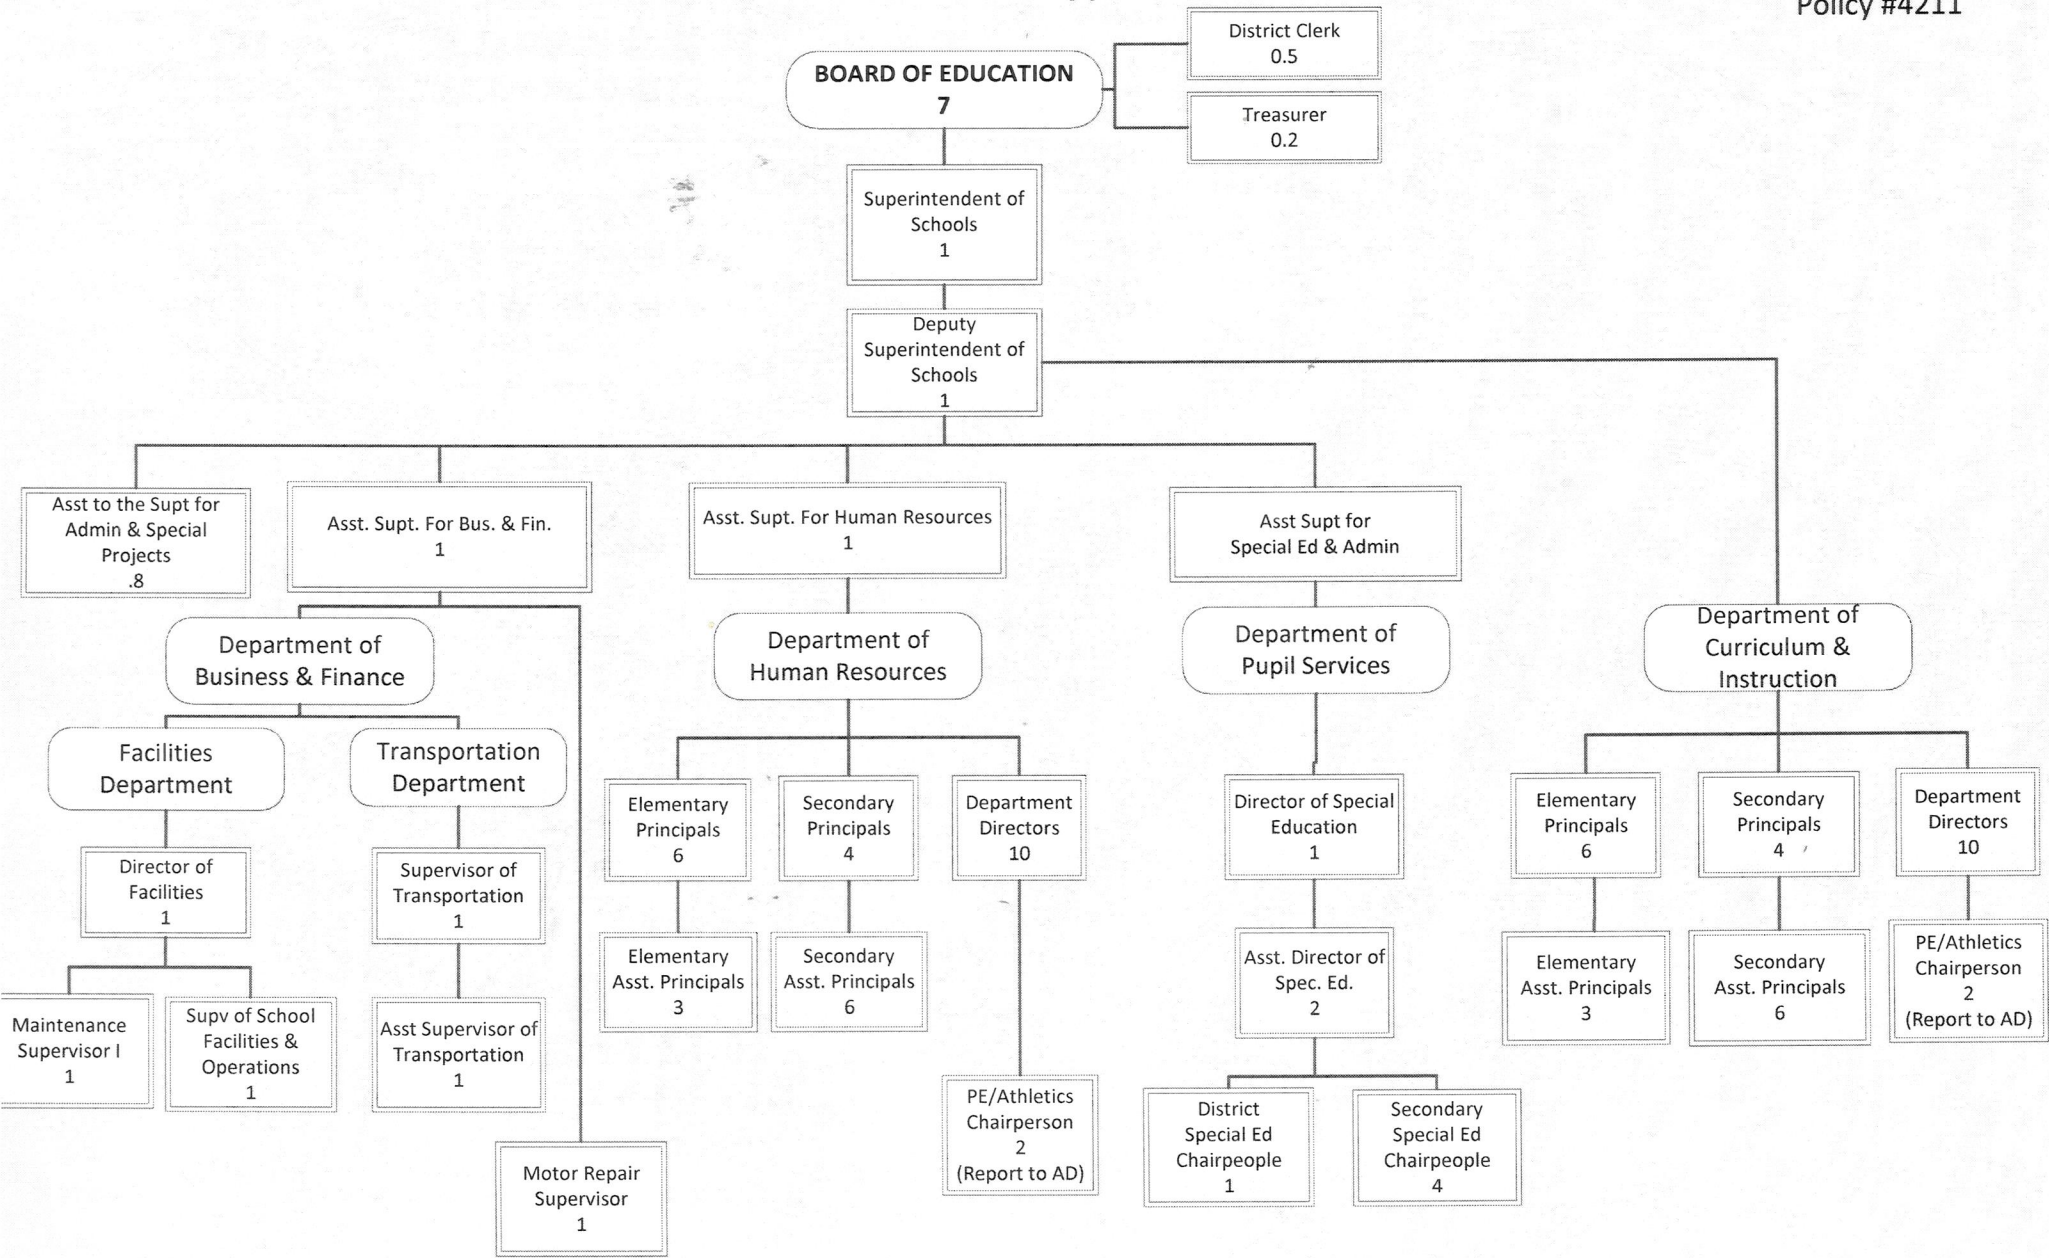 Policy #4211
District Clerk
0.5
BOARD OF EDUCATION
7
Treasurer
0.2
Superintendent of
Schools
1
Deputy
Superintendent of
Schools
1
Asst to the Supt for
Admin & Special
Projects
.8
Asst. Supt. For Bus. & Fin.
1
Asst. Supt. For Human Resources
1
Asst Supt for
Special Ed & Admin
Department of
Business & Finance
Department of
Human Resources
Department of
Pupil Services
Department of
Curriculum &
Instruction
Facilities
Department
Transportation
Department
Director of
Facilities
1
Supervisor of
Transportation
1
Maintenance
Supervisor I
1
Supv of School
Facilities &
Operations
1
Asst Supervisor of
Transportation
1
Motor Repair
Supervisor
1
Elementary
Principals
6
Secondary
Principals
4
Department
Directors
10
Elementary
Asst. Principals
3
Secondary
Asst. Principals
6
PE/Athletics
Chairperson
2
(Report to AD)
Director of Special
Education
1
Asst. Director of
Spec. Ed.
2
District
Special Ed
Chairpeople
1
Secondary
Special Ed
Chairpeople
4
Elementary
Principals
6
Secondary
Principals
4
Department
Directors
10
Elementary
Asst. Principals
3
Secondary
Asst. Principals
6
PE/Athletics
Chairperson
2
(Report to AD)